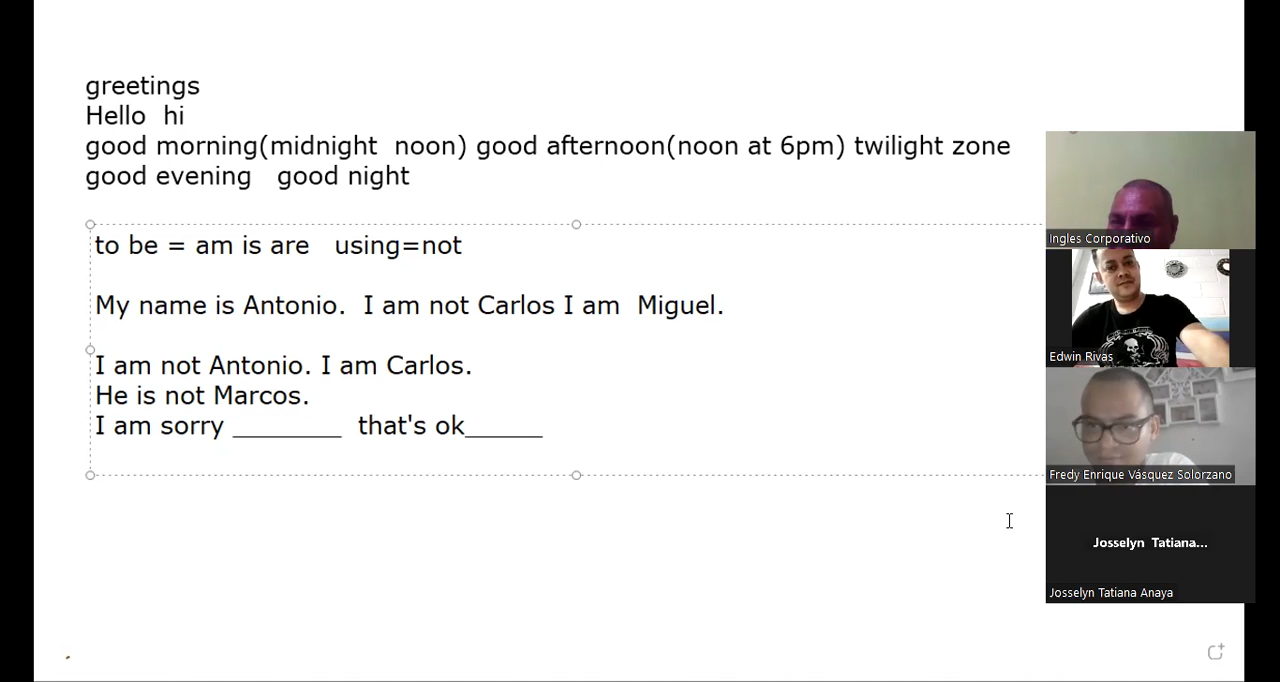 greetings
Hello  hi
good morning(midnight  noon) good afternoon(noon at 6pm) twilight zone
good evening   good night
to be = am is are   using=not
My name is Antonio.  I am not Carlos I am  Miguel.
I am not Antonio. I am Carlos.
He is not Marcos.
I am sorry ________  that's ok______
Ingles Corporativo
Edwin Rivas
Fredy Enrique Vásquez Solorzano
Josselyn  Tatiana...
Josselyn Tatiana Anaya